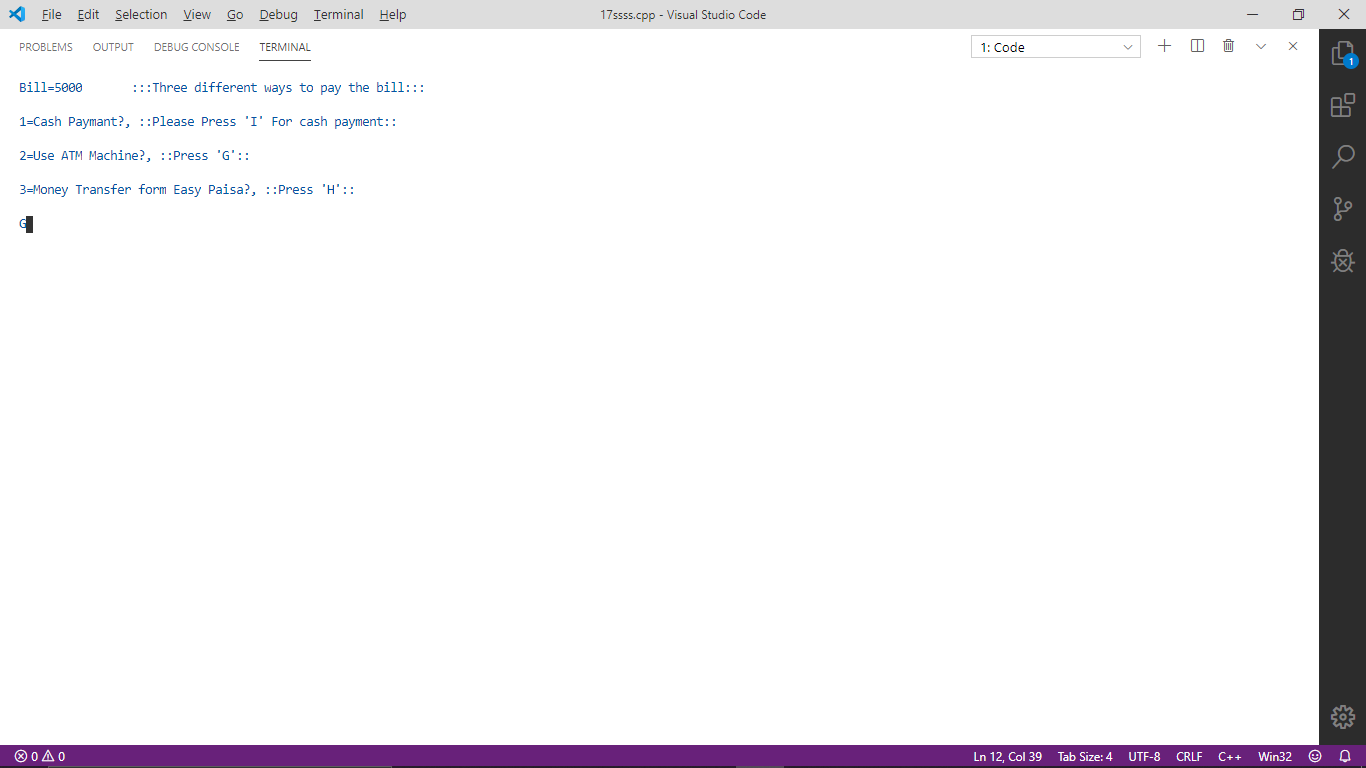 File Edit Selection View Go Debug Terminal Help 17ssss.cpp - Visual Studio Code
PROBLEMS OUTPUT DEBUG CONSOLE TERMINAL 1: Code
1
Bill=5000 :::Three different ways to pay the bill:::
1=Cash Paymant?, ::Please Press 'I' For cash payment::
2=Use ATM Machine?, ::Press 'G'::
3=Money Transfer form Easy Paisa?, ::Press 'H'::
G
0 0 Ln 12, Col 39 Tab Size: 4 UTF-8 CRLF C++ Win32